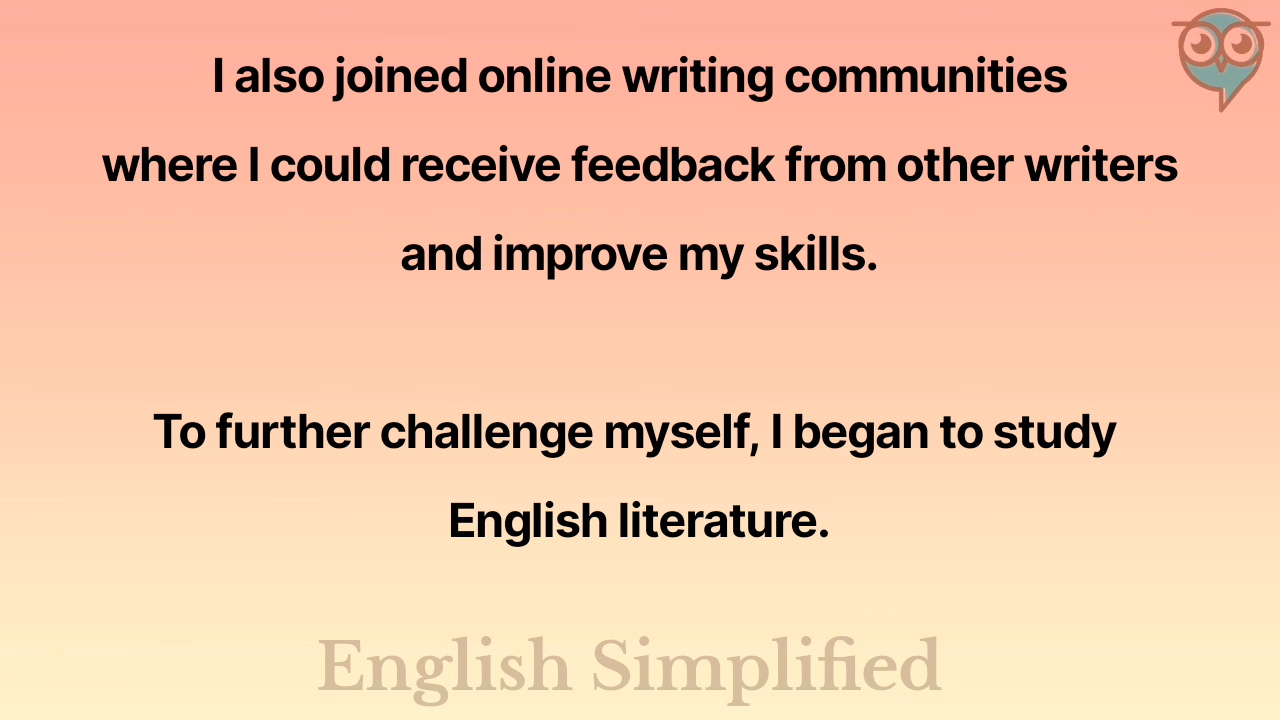 I also joined online writing communities
where I could receive feedback from other writers
and improve my skills.
To further challenge myself, I began to study
English literature.
English Simplified